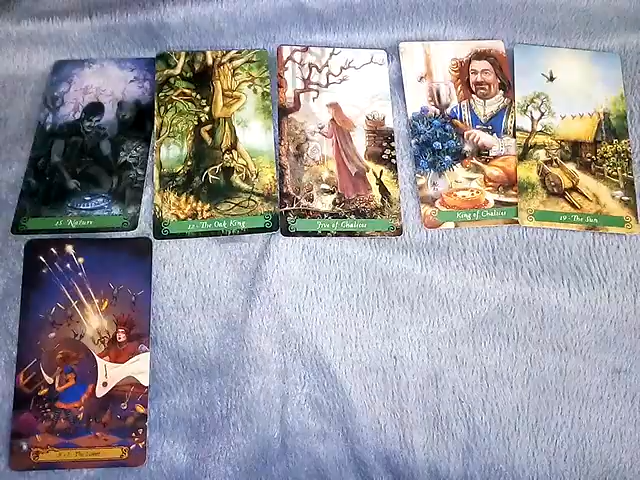 15 · Nature
12 · The Oak King
Five of Chalices
King of Chalices
19 · The Sun